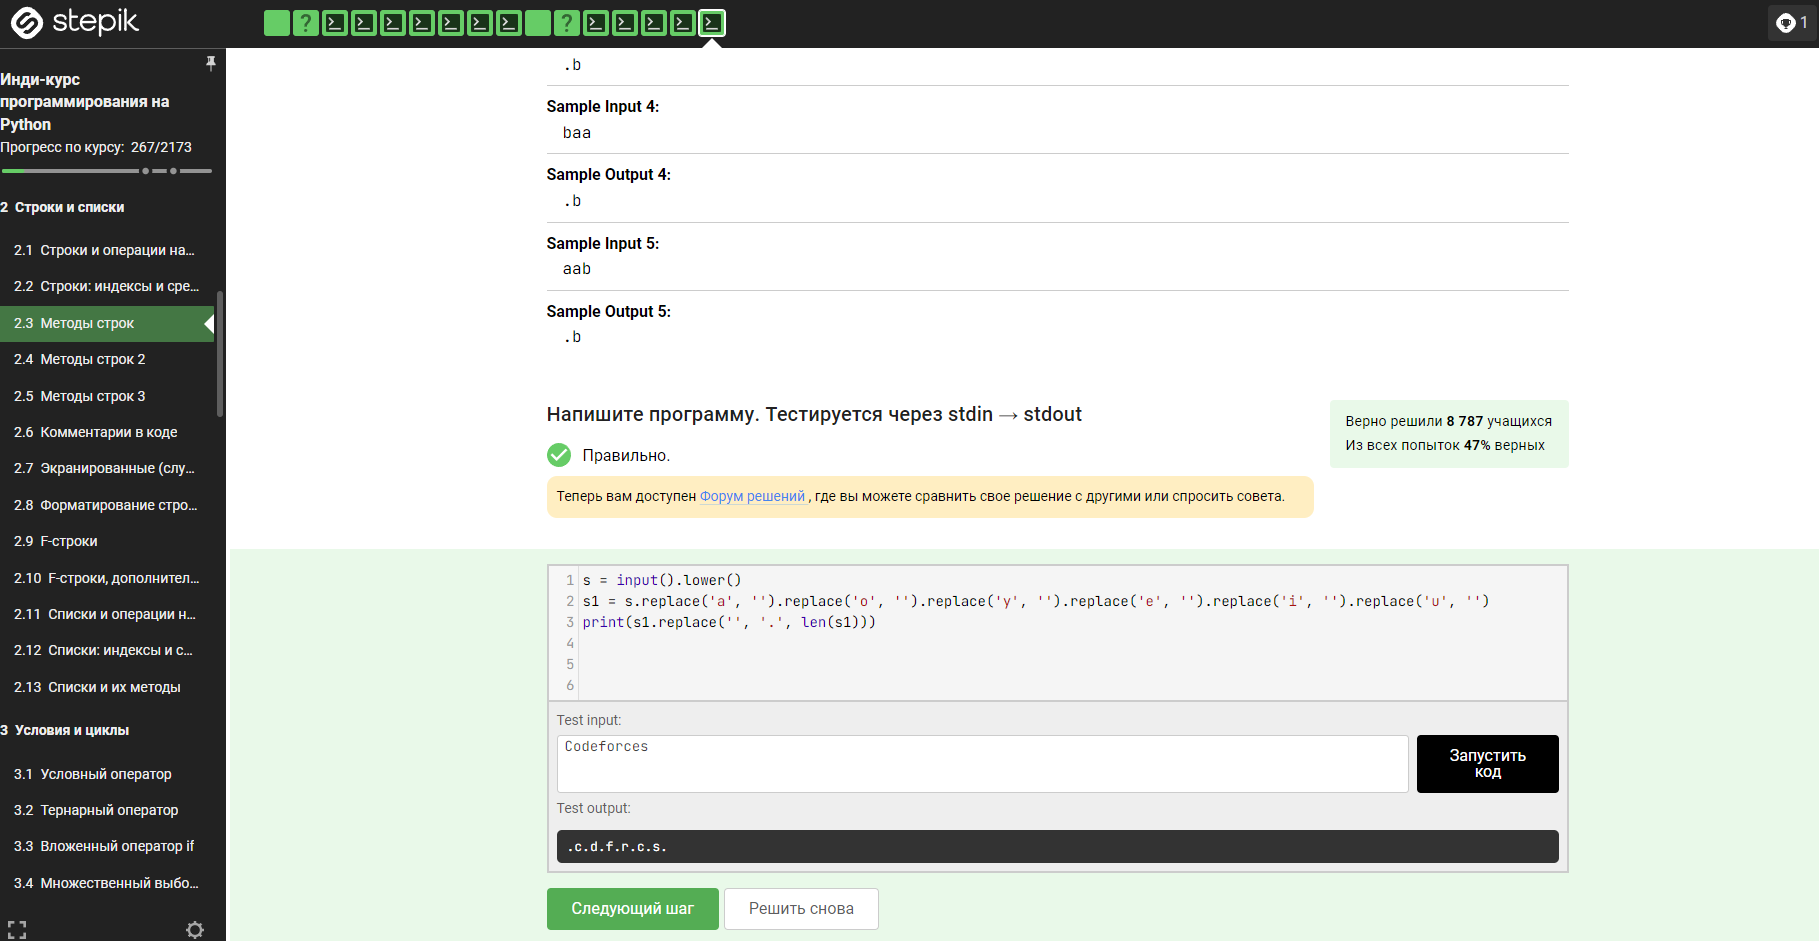 stepik
?
?
1
Инди-курс
программирования на
Python
Прогресс по курсу: 267/2173
2 Строки и списки
2.1 Строки и операции на...
2.2 Строки: индексы и сре...
2.3 Методы строк
2.4 Методы строк 2
2.5 Методы строк 3
2.6 Комментарии в коде
2.7 Экранированные (слу...
2.8 Форматирование стро...
2.9 F-строки
2.10 F-строки, дополнител...
2.11 Списки и операции н...
2.12 Списки: индексы и с...
2.13 Списки и их методы
3 Условия и циклы
3.1 Условный оператор
3.2 Тернарный оператор
3.3 Вложенный оператор if
3.4 Множественный выбо...
.b
Sample Input 4:
baa
Sample Output 4:
.b
Sample Input 5:
aab
Sample Output 5:
.b
Напишите программу. Тестируется через stdin → stdout
Правильно.
Теперь вам доступен Форум решений , где вы можете сравнить свое решение с другими или спросить совета.
Верно решили 8 787 учащихся
Из всех попыток 47% верных
1 s = input().lower()
2 s1 = s.replace('a', '').replace('o', '').replace('y', '').replace('e', '').replace('i', '').replace('u', '')
3 print(s1.replace('', '.', len(s1)))
4
5
6
Test input:
Codeforces
Запустить
код
Test output:
.c.d.f.r.c.s.
Следующий шаг
Решить снова